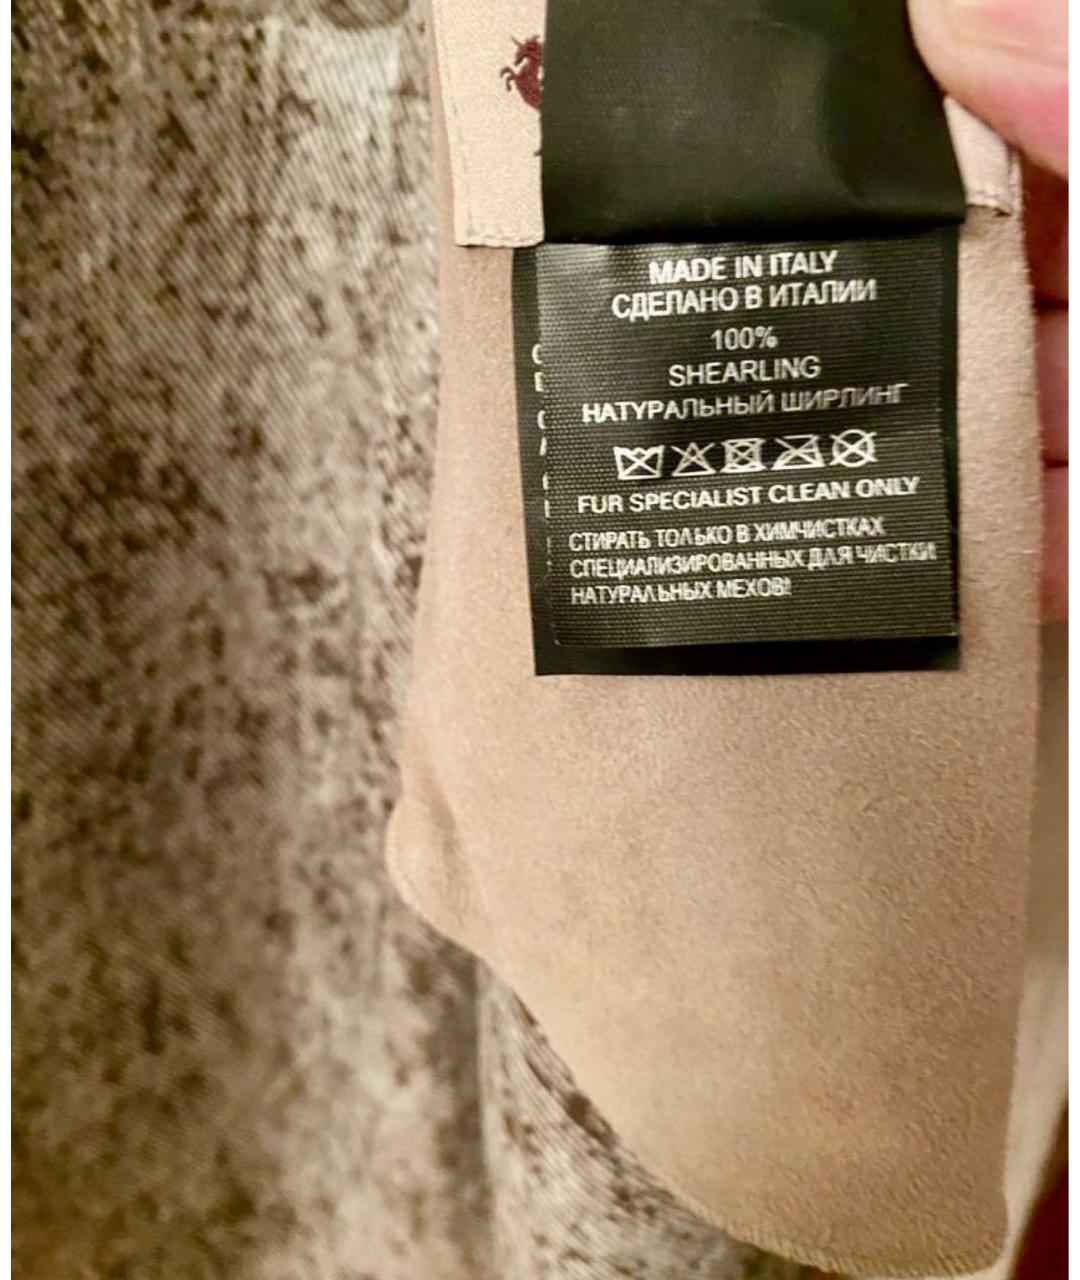 MADE IN ITALY
СДЕЛАНО В ИТАЛИИ
100%
SHEARLING
НАТУРАЛЬНЫЙ ШИРЛИНГ
FUR SPECIALIST CLEAN ONLY
СТИРАТЬ ТОЛЬКО В ХИМЧИСТКАХ
СПЕЦИАЛИЗИРОВАННЫХ ДЛЯ ЧИСТКИ
НАТУРАЛЬНЫХ МЕХОВ!